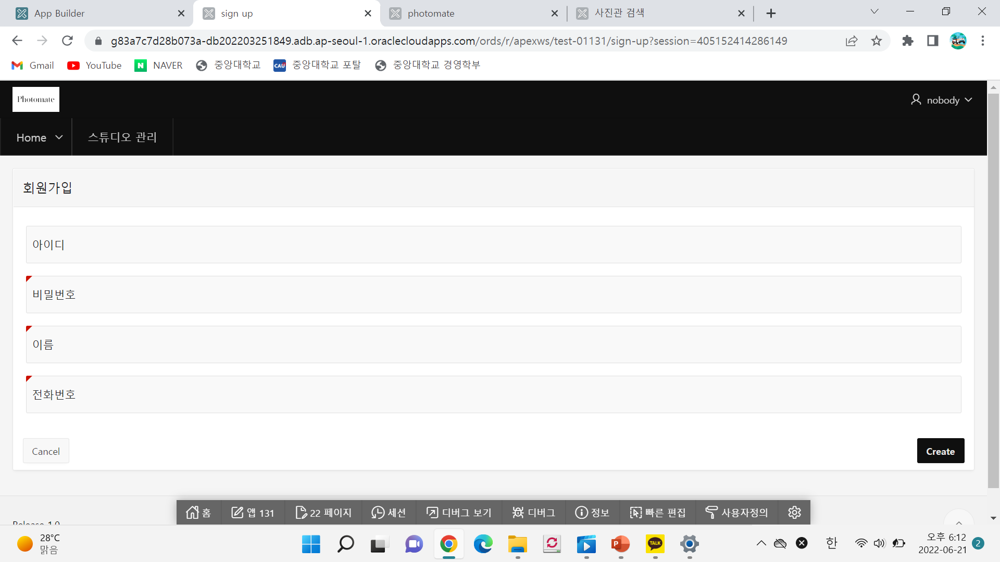 App Builder
sign up
photomate
사진관 검색
g83a7c7d28b073a-db202203251849.adb.ap-seoul-1.oraclecloudapps.com/ords/r/apexws/test-01131/sign-up?session=405152414286149
Gmail
YouTube
N NAVER
중앙대학교
CAU 중앙대학교 포탈
중앙대학교 경영학부
Photomate
nobody
Home
스튜디오 관리
회원가입
아이디
비밀번호
이름
전화번호
Cancel
Create
홈
앱 131
22 페이지
세션
디버그 보기
디버그
정보
빠른 편집
사용자정의
Release 1.0
28°C
맑음
P
TALK
한
오후 6:12
2022-06-21
2